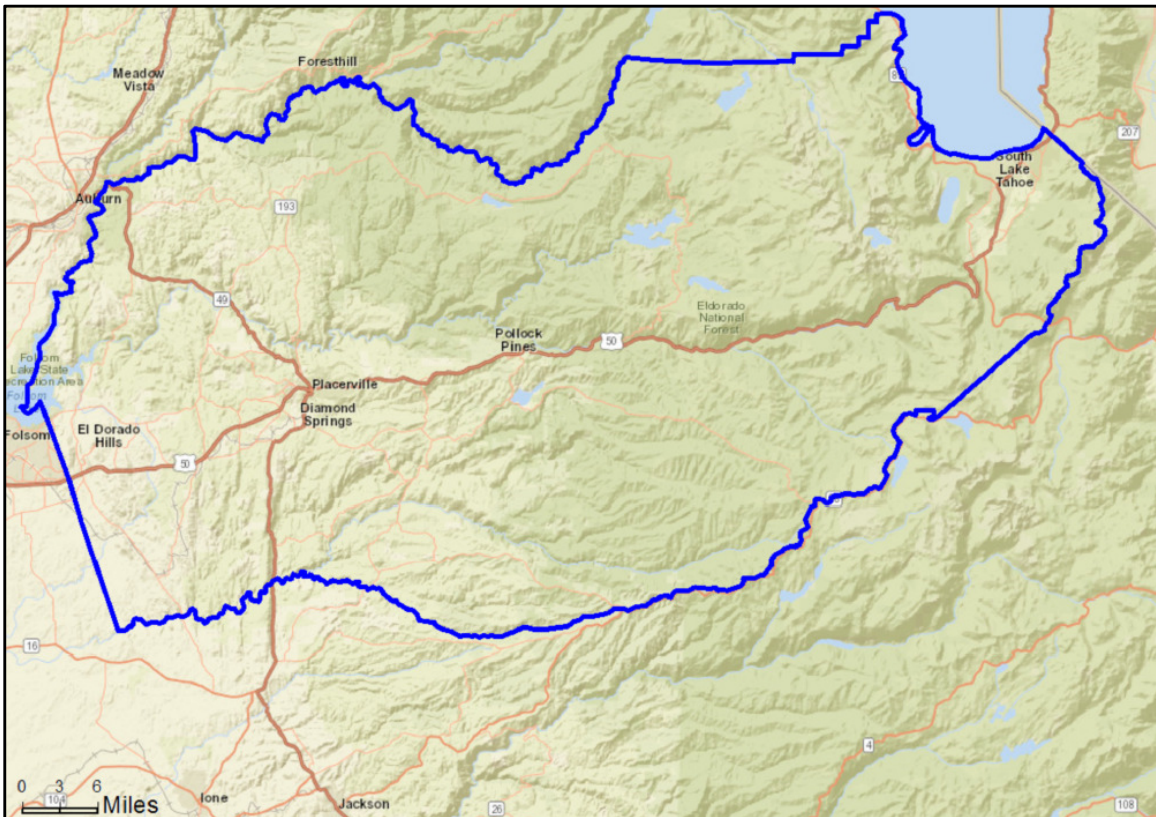 Foresthill
Meadow
Vista
89
207
South
Lake
Tahoe
Auburn
193
49
Eldorado
National
Forest
Pollock
Pines
50
Folsom
Lake State
Recreation Area
Folsom
Placerville
Diamond
Springs
El Dorado
Hills
Folsom
50
16
4
0 3 6
Miles
104
Ione
Jackson
26
108